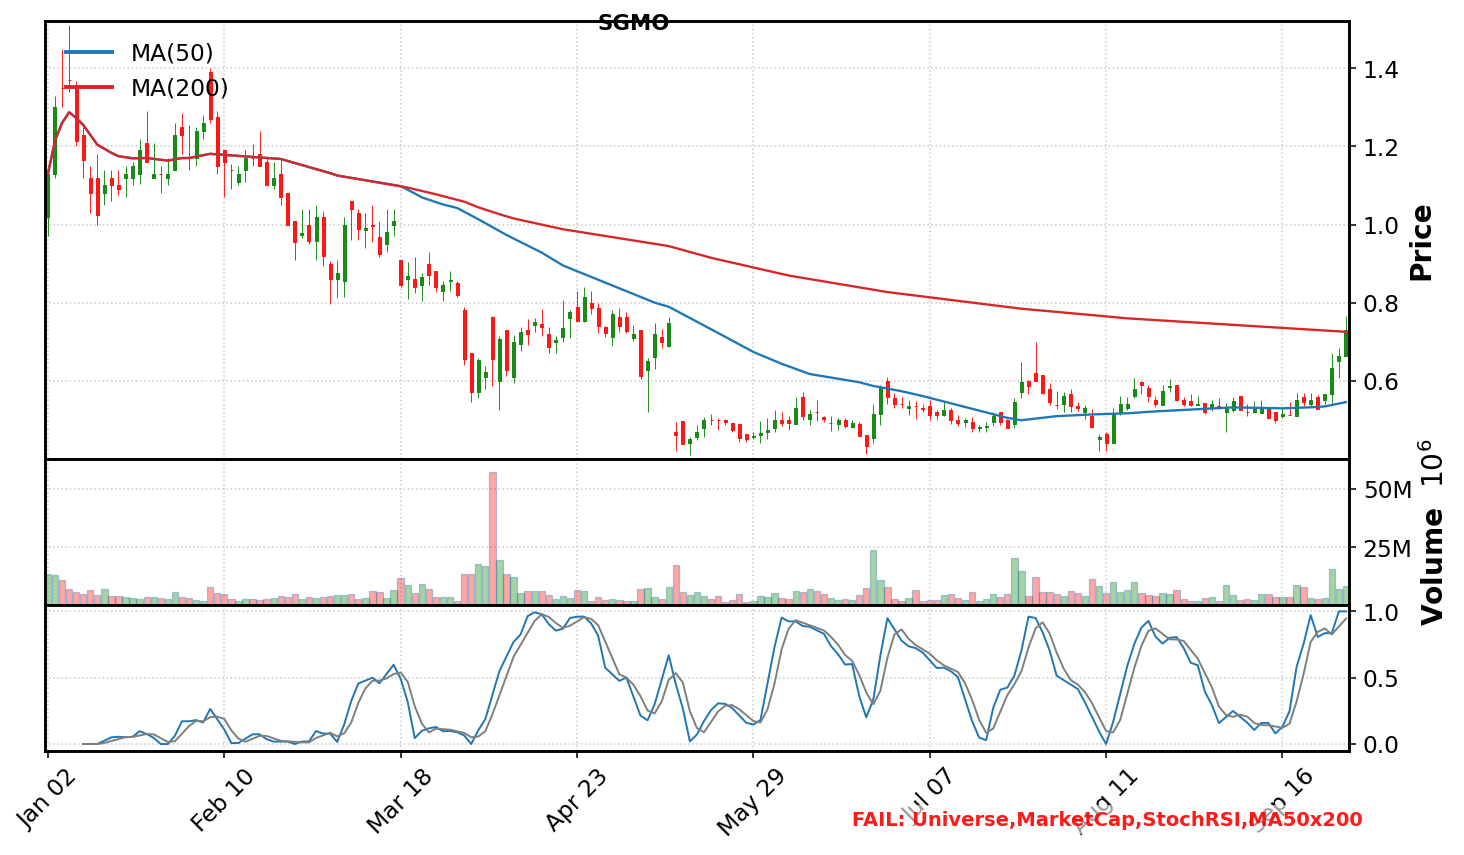 SGMO
MA(50)
MA(200)
1.4
1.2
1.0
0.8
0.6
Price
50M
25M
Volume 10^6
1.0
0.5
0.0
Jan 02
Feb 10
Mar 18
Apr 23
May 29
Jul 07
Aug 11
Sep 16
FAIL: Universe,MarketCap,StochRSI,MA50x200